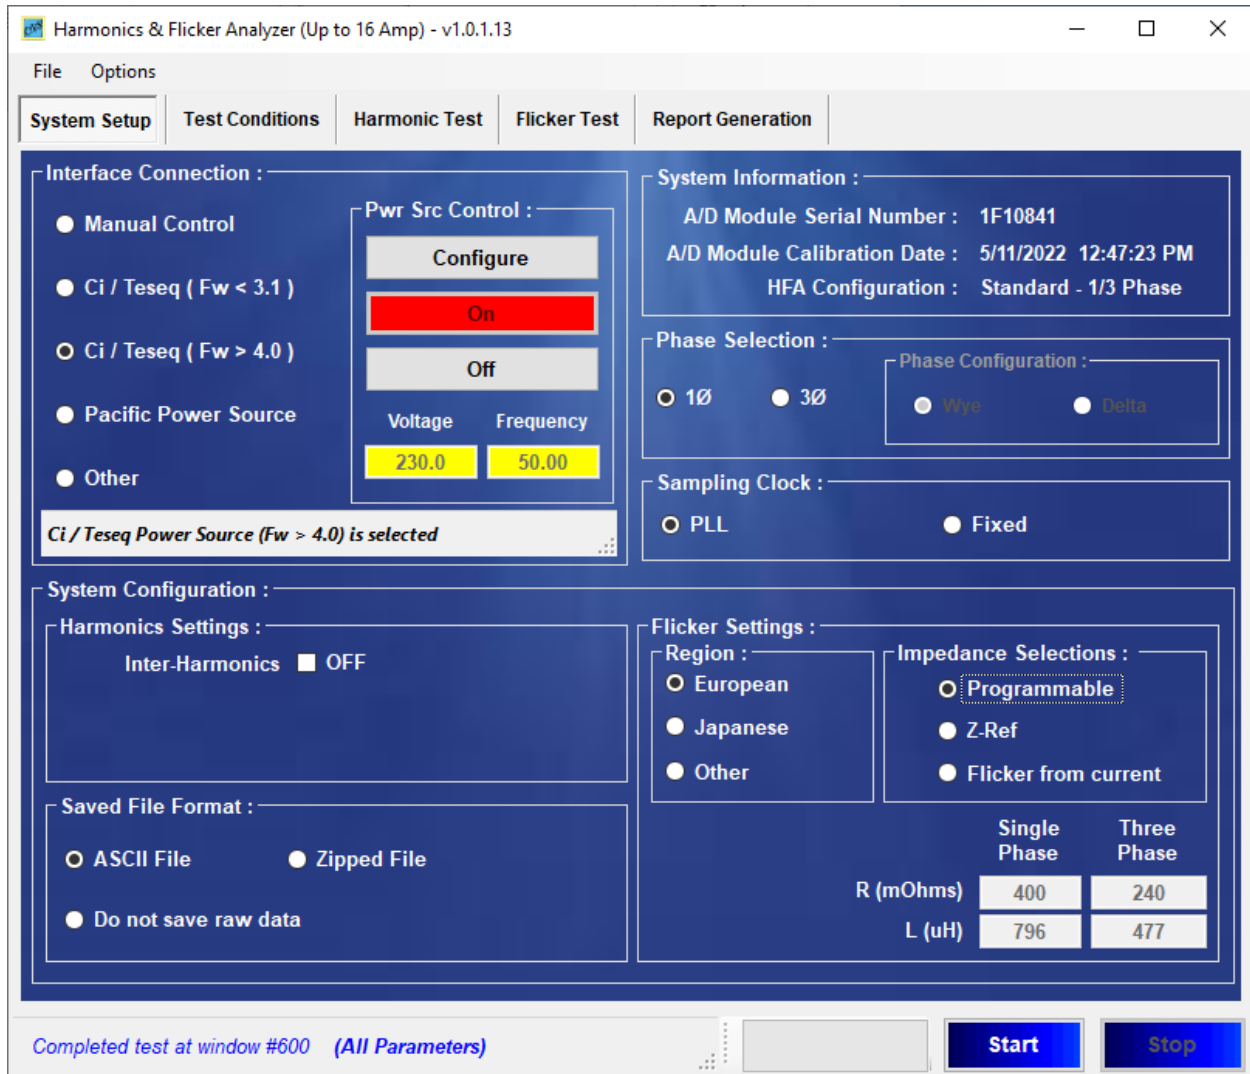 Harmonics & Flicker Analyzer (Up to 16 Amp) - v1.0.1.13
File Options
System Setup Test Conditions Harmonic Test Flicker Test Report Generation
Interface Connection :
Manual Control
Ci / Teseq ( Fw < 3.1 )
Ci / Teseq ( Fw > 4.0 )
Pacific Power Source
Other
Pwr Src Control :
Configure
On
Off
Voltage Frequency
230.0 50.00
Ci / Teseq Power Source (Fw > 4.0) is selected
System Information :
A/D Module Serial Number : 1F10841
A/D Module Calibration Date : 5/11/2022 12:47:23 PM
HFA Configuration : Standard - 1/3 Phase
Phase Selection :
1Ø 3Ø
Phase Configuration :
Wye Delta
Sampling Clock :
PLL Fixed
System Configuration :
Harmonics Settings :
Inter-Harmonics OFF
Saved File Format :
ASCII File Zipped File
Do not save raw data
Flicker Settings :
Region :
European
Japanese
Other
Impedance Selections :
Programmable
Z-Ref
Flicker from current
Single Three
Phase Phase
R (mOhms) 400 240
L (uH) 796 477
Completed test at window #600 (All Parameters)
Start Stop